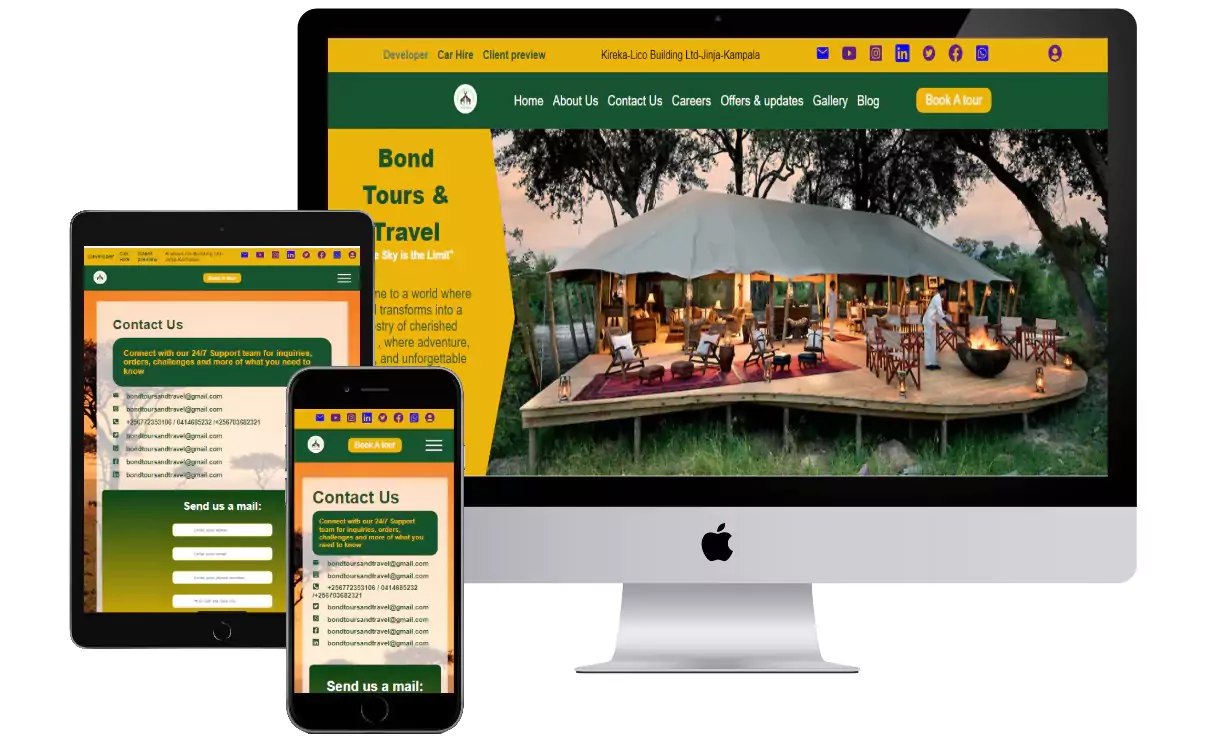 Developer Car Hire Client preview Kireka-Lico Building Ltd-Jinja-Kampala
Home About Us Contact Us Careers Offers & updates Gallery Blog Book A tour
Bond
Tours &
Travel
Sky is the Limit"
me to a world where
transforms into a
stry of cherished
, where adventure,
, and unforgettable
Developer Car Hire Client preview Kireka-Lico Building Ltd-Jinja-Kampala
Book A tour
Contact Us
Connect with our 24/7 Support team for inquiries,
orders, challenges and more of what you need to
know
bondtoursandtravel@gmail.com
bondtoursandtravel@gmail.com
+256772353106 / 0414685232 /+256703682321
bondtoursandtravel@gmail.com
bondtoursandtravel@gmail.com
bondtoursandtravel@gmail.com
bondtoursandtravel@gmail.com
Send us a mail:
Enter your name
Enter your email
Enter your phone number
Book A tour
Contact Us
Connect with our 24/7 Support
team for inquiries, orders,
challenges and more of what you
need to know
bondtoursandtravel@gmail.com
bondtoursandtravel@gmail.com
+256772353106 / 0414685232
/+256703682321
bondtoursandtravel@gmail.com
bondtoursandtravel@gmail.com
bondtoursandtravel@gmail.com
bondtoursandtravel@gmail.com
Send us a mail: